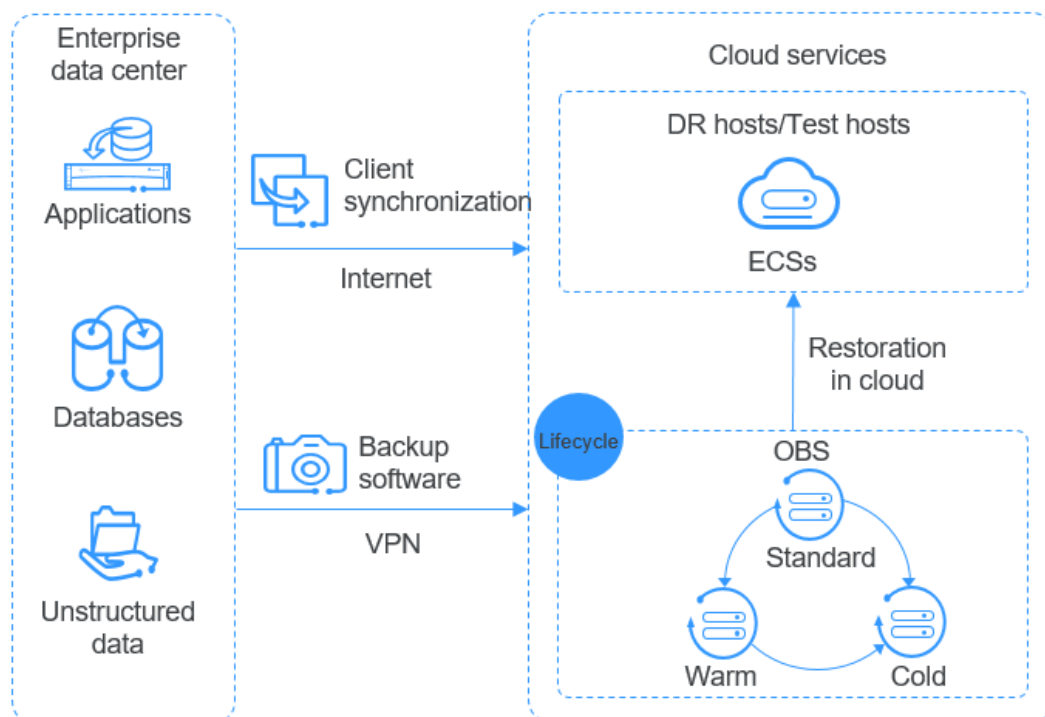 Enterprise
data center
Applications
Databases
Unstructured
data
Client
synchronization
Internet
Backup
software
VPN
Cloud services
DR hosts/Test hosts
ECSs
Restoration
in cloud
Lifecycle
OBS
Standard
Warm
Cold